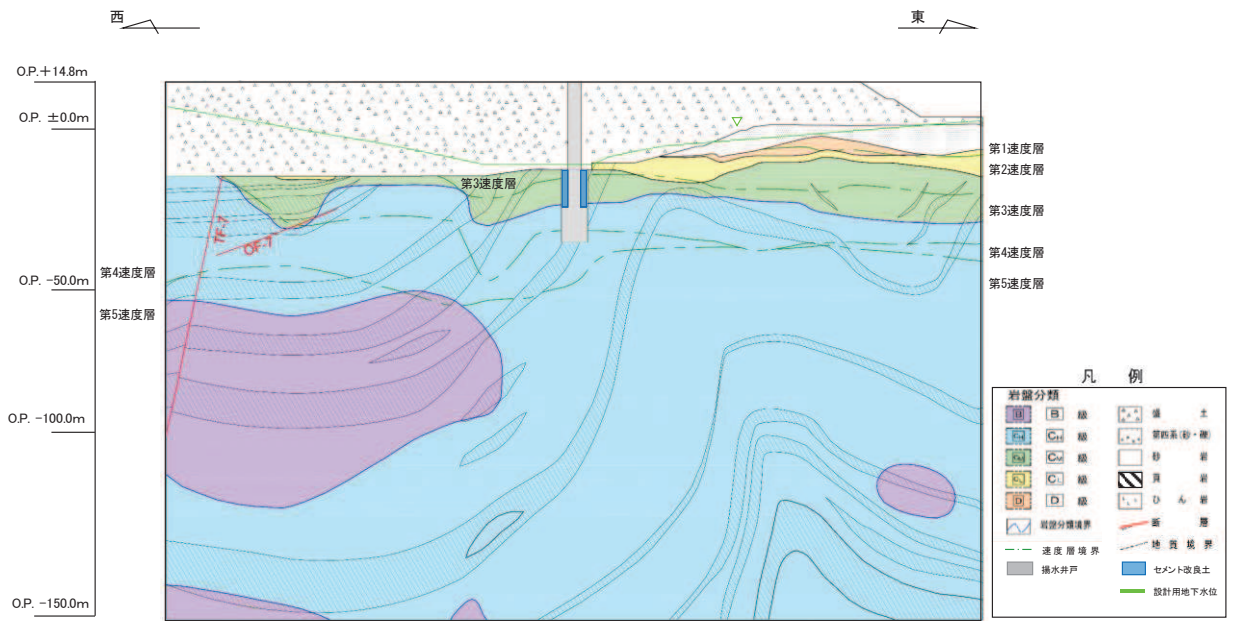 西
東
O.P.+14.8m
O.P. ±0.0m
O.P. -50.0m
O.P. -100.0m
O.P. -150.0m
第1速度層
第2速度層
第3速度層
第3速度層
第4速度層
第5速度層
第4速度層
第5速度層
TF-7
OF-7
凡 例
岩盤分類
B B 級
CH CH 級
CM CM 級
CL CL 級
D D 級
岩盤分類境界
速度層境界
揚水井戸
盛 土
第四系(砂・礫)
砂 岩
頁 岩
ひ ん 岩
断 層
地質境界
セメント改良土
設計用地下水位